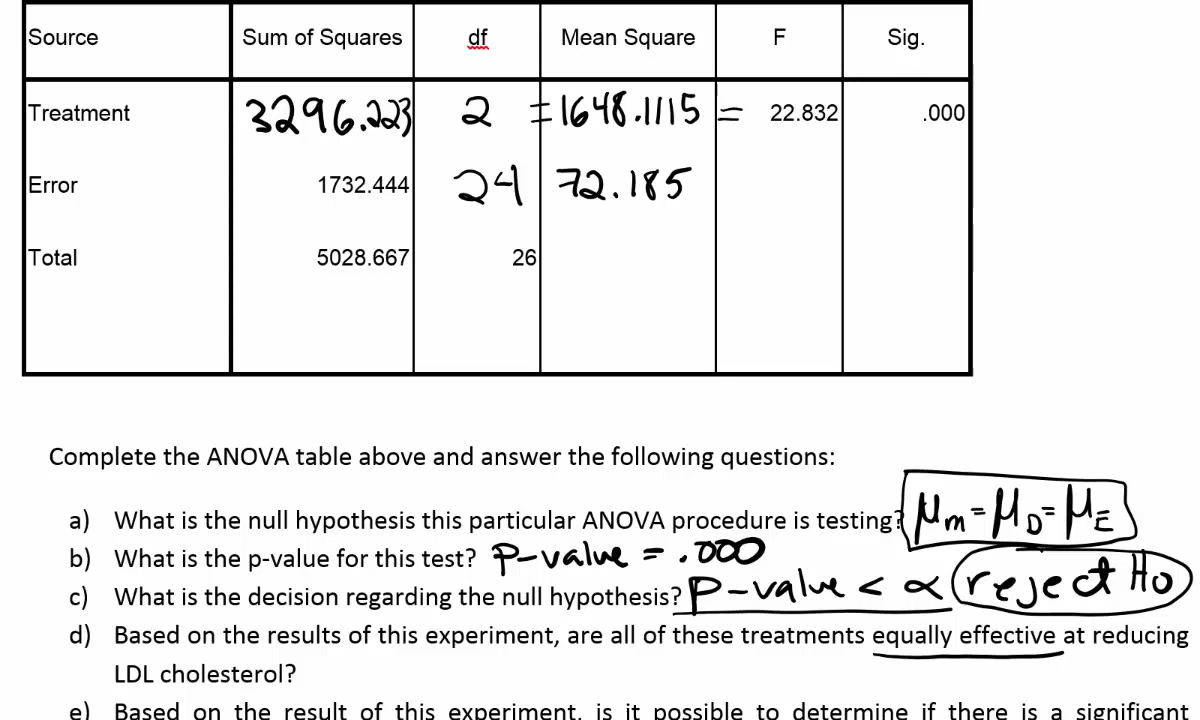 Source Sum of Squares df Mean Square F Sig.
Treatment 3296.223 2 = 1648.1115 = 22.832 .000
Error 1732.444 24 72.185
Total 5028.667 26
Complete the ANOVA table above and answer the following questions:
a) What is the null hypothesis this particular ANOVA procedure is testing? μm = μD = μE
b) What is the p-value for this test? P-value = .000
c) What is the decision regarding the null hypothesis? P-value < α reject Ho
d) Based on the results of this experiment, are all of these treatments equally effective at reducing
LDL cholesterol?
e) Based on the result of this experiment, is it possible to determine if there is a significant